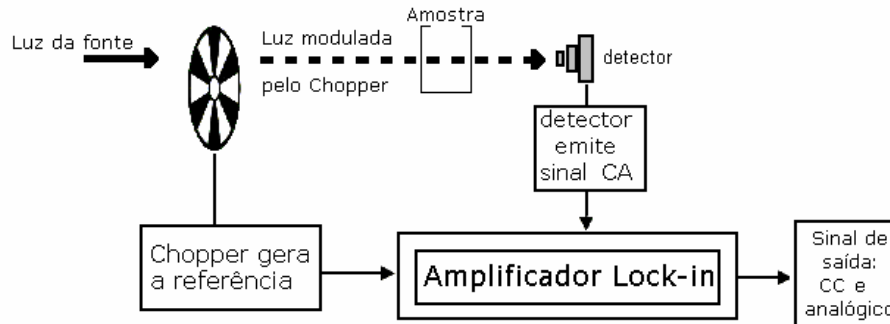 Luz da fonte
Luz modulada
pelo Chopper
Amostra
detector
detector
emite
sinal CA
Chopper gera
a referência
Amplificador Lock-in
Sinal de
saída:
CC e
analógico